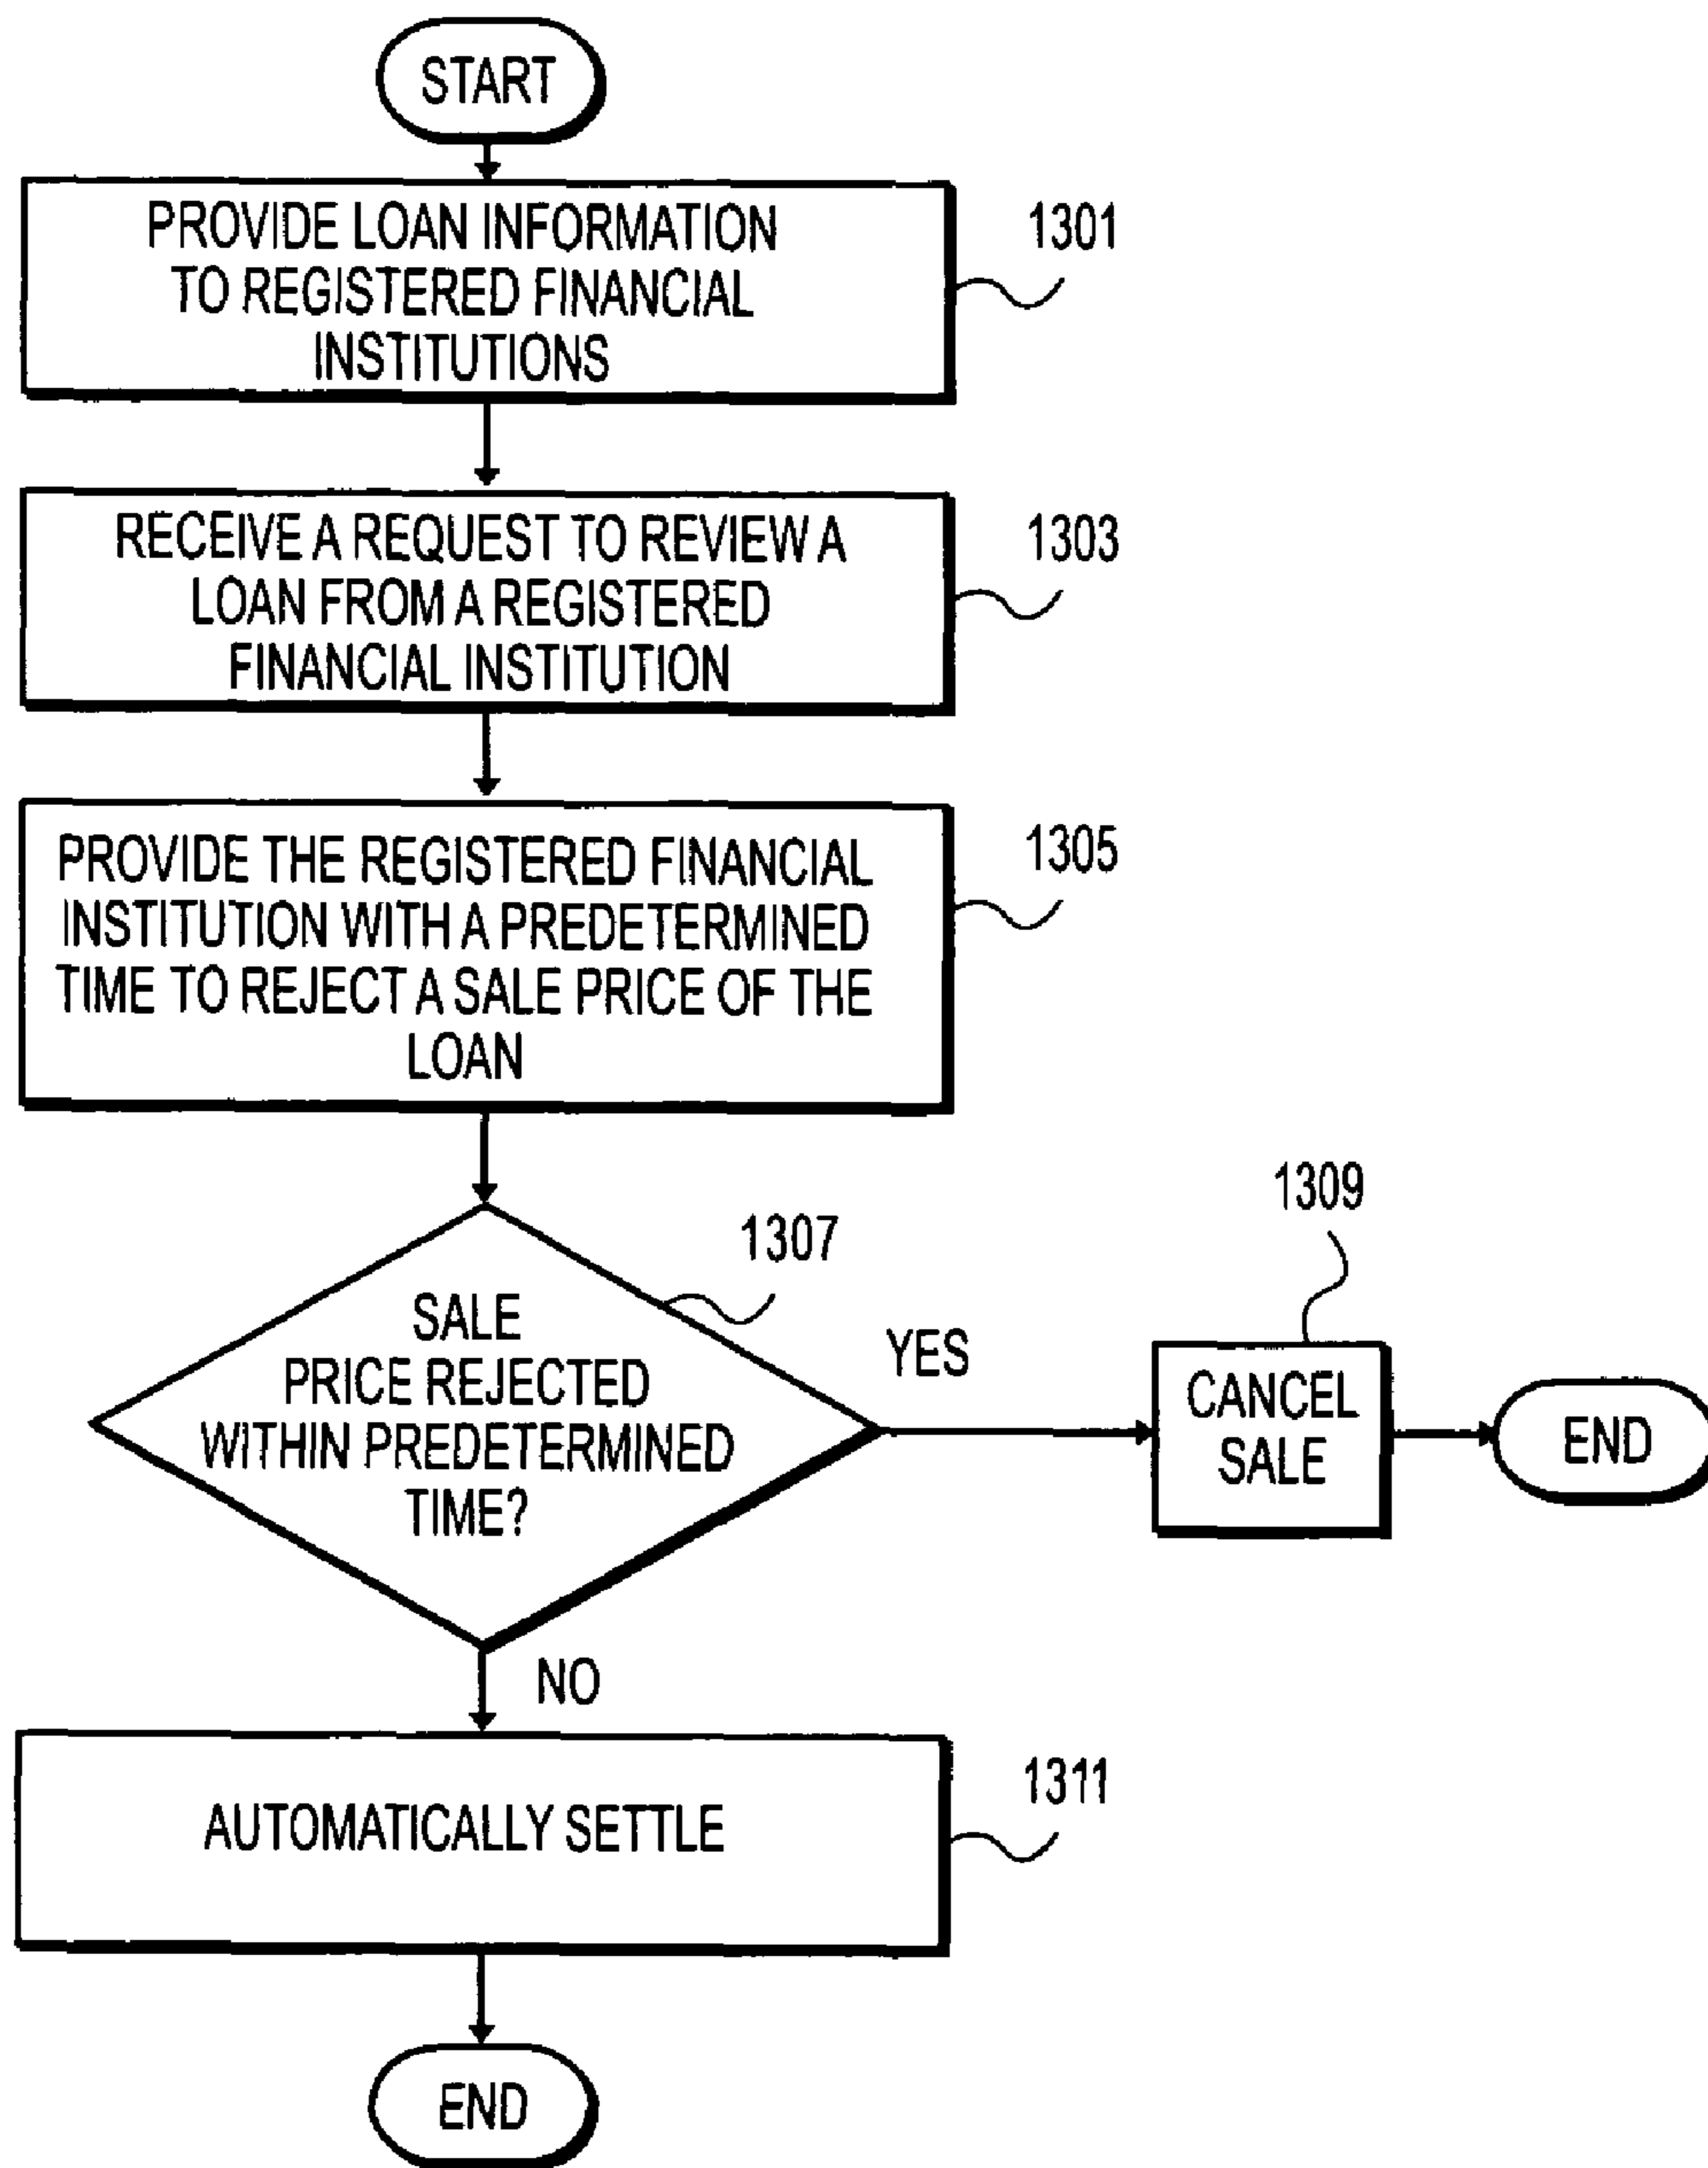 START
PROVIDE LOAN INFORMATION
TO REGISTERED FINANCIAL
INSTITUTIONS
1301
RECEIVE A REQUEST TO REVIEW A
LOAN FROM A REGISTERED
FINANCIAL INSTITUTION
1303
PROVIDE THE REGISTERED FINANCIAL
INSTITUTION WITH A PREDETERMINED
TIME TO REJECT A SALE PRICE OF THE
LOAN
1305
SALE
PRICE REJECTED
WITHIN PREDETERMINED
TIME?
1307
YES
1309
CANCEL
SALE
END
NO
AUTOMATICALLY SETTLE
1311
END